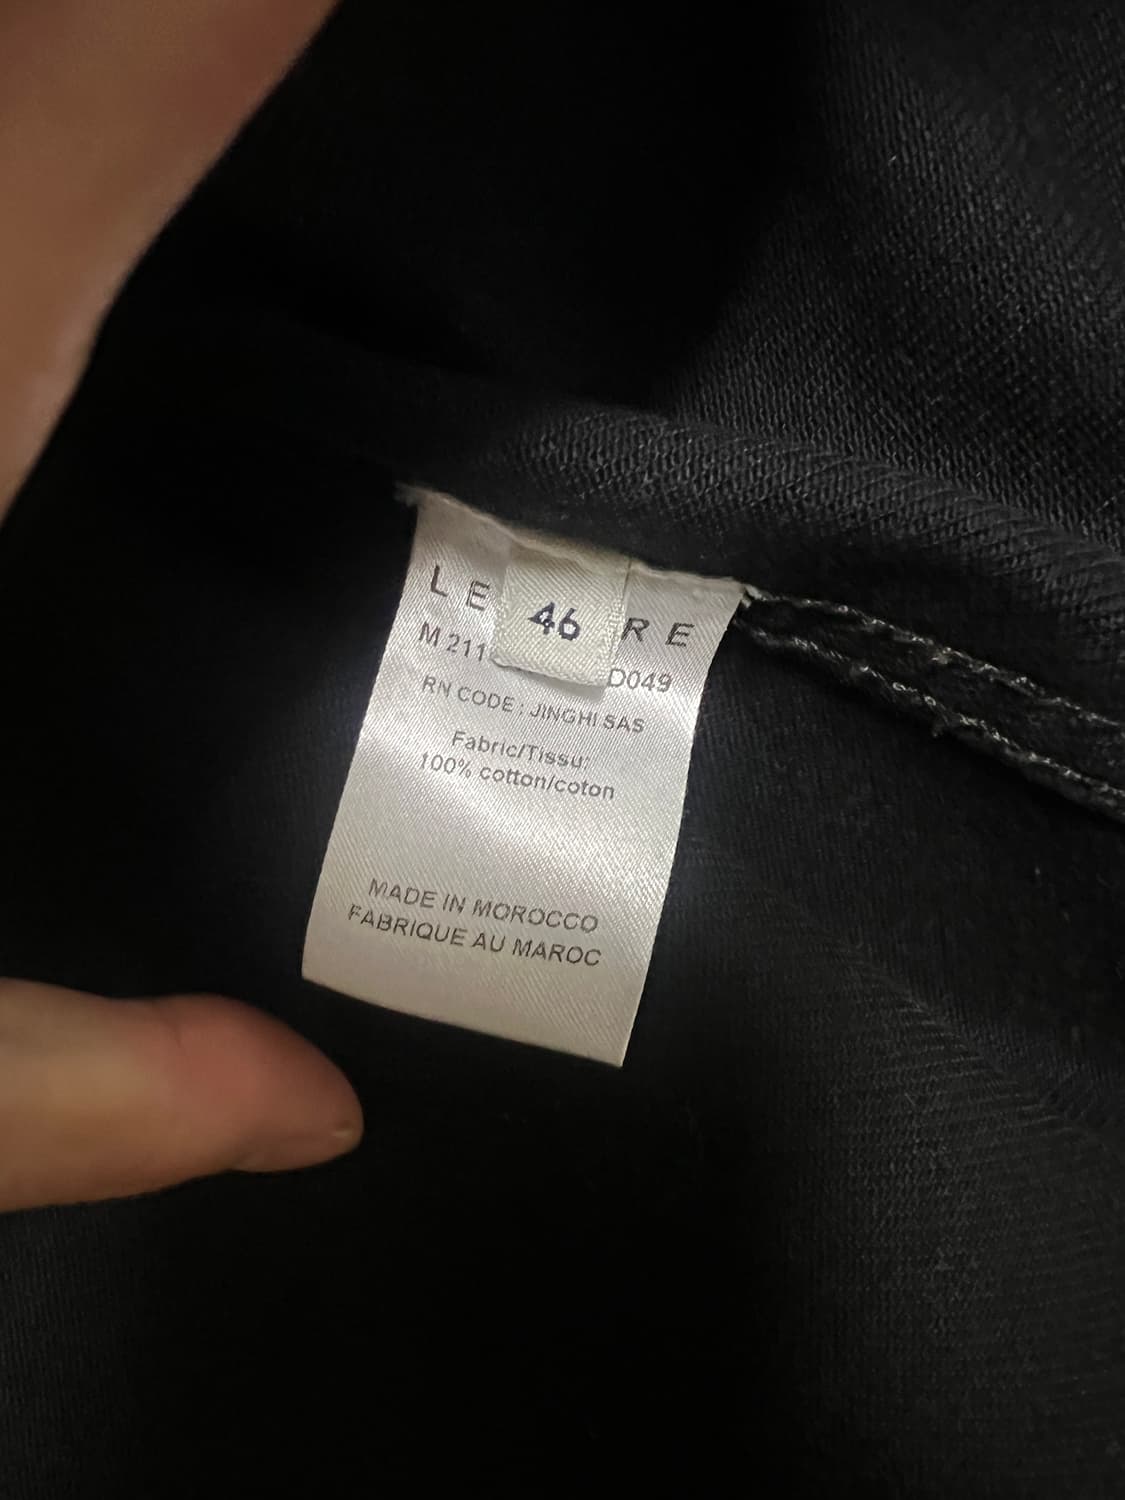 LE 46 RE
M 211 D049
RN CODE : JINGHI SAS
Fabric/Tissu:
100% cotton/coton
MADE IN MOROCCO
FABRIQUE AU MAROC